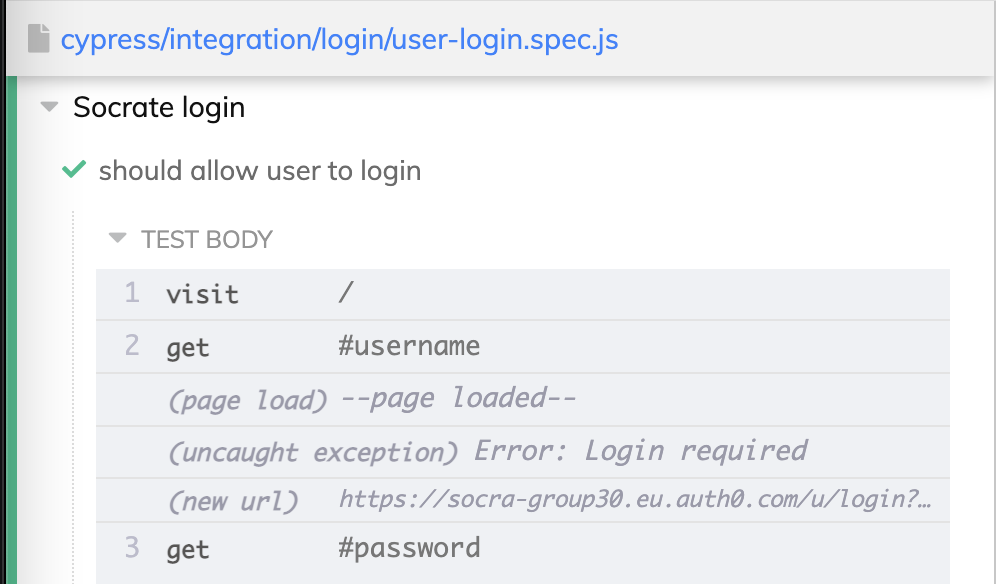 cypress/integration/login/user-login.spec.js
Socrate login
should allow user to login
TEST BODY
1 visit /
2 get #username
(page load) --page loaded--
(uncaught exception) Error: Login required
(new url) https://socra-group30.eu.auth0.com/u/login?…
3 get #password